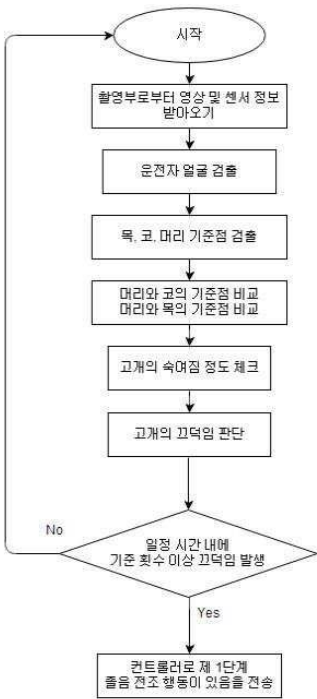 시작
촬영부로부터 영상 및 센서 정보
받아오기
운전자 얼굴 검출
목, 코, 머리 기준점 검출
머리와 코의 기준점 비교
머리와 목의 기준점 비교
고개의 숙여짐 정도 체크
고개의 끄덕임 판단
일정 시간 내에
기준 횟수 이상 끄덕임 발생
No
Yes
컨트롤러로 제 1단계
졸음 전조 행동이 있음을 전송